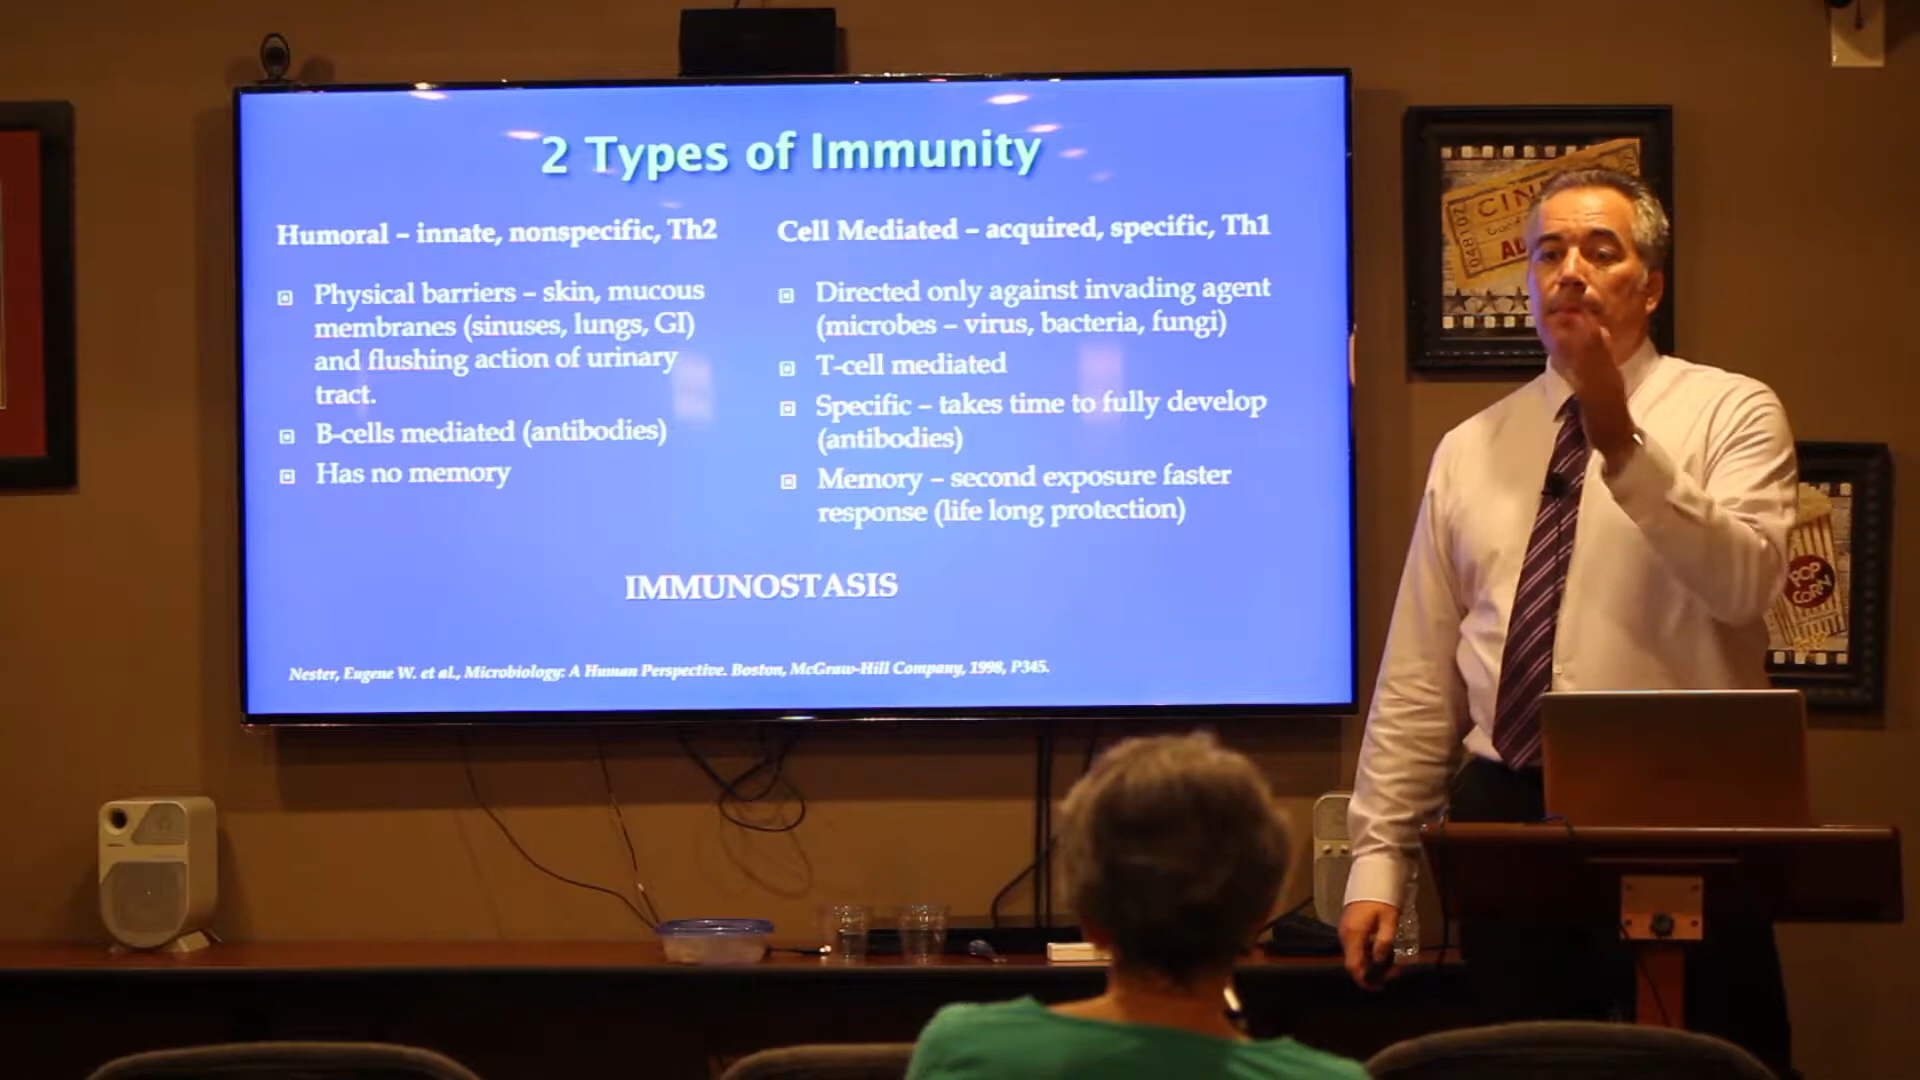 2 Types of Immunity
Humoral – innate, nonspecific, Th2
Physical barriers – skin, mucous
membranes (sinuses, lungs, GI)
and flushing action of urinary
tract.
B-cells mediated (antibodies)
Has no memory
Cell Mediated – acquired, specific, Th1
Directed only against invading agent
(microbes – virus, bacteria, fungi)
T-cell mediated
Specific – takes time to fully develop
(antibodies)
Memory – second exposure faster
response (life long protection)
IMMUNOSTASIS
Nester, Eugene W. et al., Microbiology: A Human Perspective. Boston, McGraw-Hill Company, 1998, P345.
048102
POP
CORN